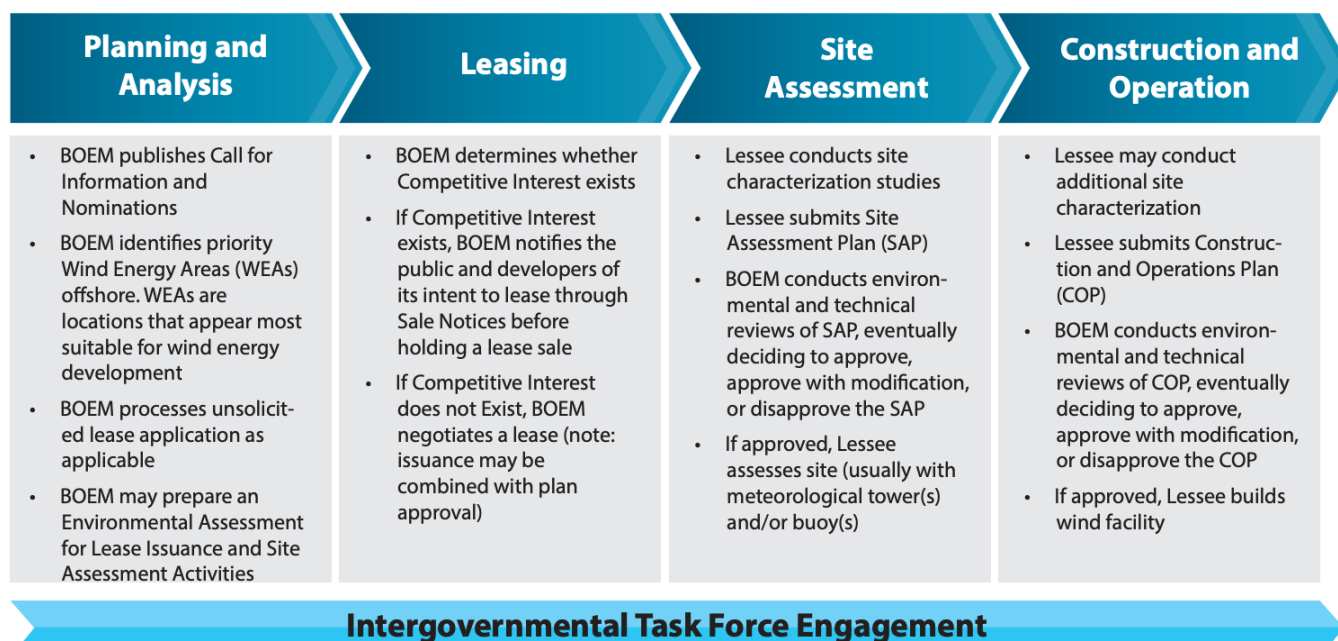 Planning and
Analysis
• BOEM publishes Call for
Information and
Nominations
• BOEM identifies priority
Wind Energy Areas (WEAs)
offshore. WEAs are
locations that appear most
suitable for wind energy
development
• BOEM processes unsolicit-
ed lease application as
applicable
• BOEM may prepare an
Environmental Assessment
for Lease Issuance and Site
Assessment Activities
Leasing
• BOEM determines whether
Competitive Interest exists
• If Competitive Interest
exists, BOEM notifies the
public and developers of
its intent to lease through
Sale Notices before
holding a lease sale
• If Competitive Interest
does not Exist, BOEM
negotiates a lease (note:
issuance may be
combined with plan
approval)
Site
Assessment
• Lessee conducts site
characterization studies
• Lessee submits Site
Assessment Plan (SAP)
• BOEM conducts environ-
mental and technical
reviews of SAP, eventually
deciding to approve,
approve with modification,
or disapprove the SAP
• If approved, Lessee
assesses site (usually with
meteorological tower(s)
and/or buoy(s)
Construction and
Operation
• Lessee may conduct
additional site
characterization
• Lessee submits Construc-
tion and Operations Plan
(COP)
• BOEM conducts environ-
mental and technical
reviews of COP, eventually
deciding to approve,
approve with modification,
or disapprove the COP
• If approved, Lessee builds
wind facility
Intergovernmental Task Force Engagement